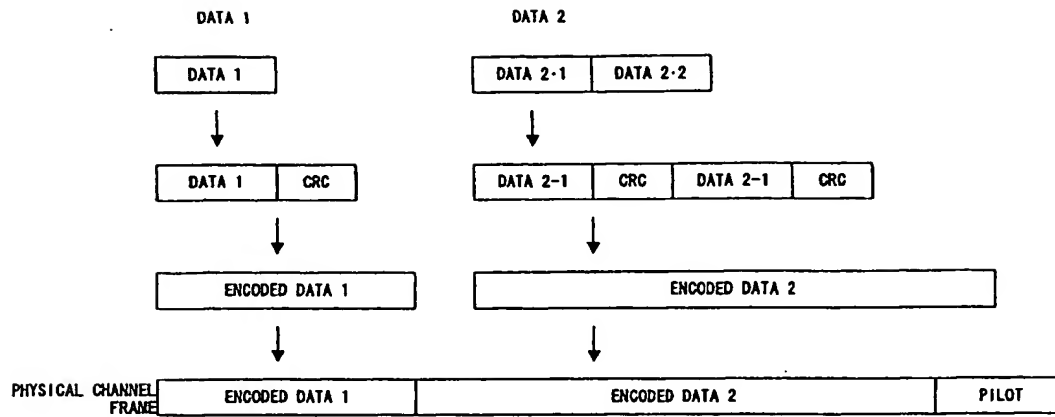 DATA 1 DATA 2
DATA 1 DATA 2·1 DATA 2·2
DATA 1 CRC DATA 2-1 CRC DATA 2-1 CRC
ENCODED DATA 1 ENCODED DATA 2
PHYSICAL CHANNEL
FRAME ENCODED DATA 1 ENCODED DATA 2 PILOT